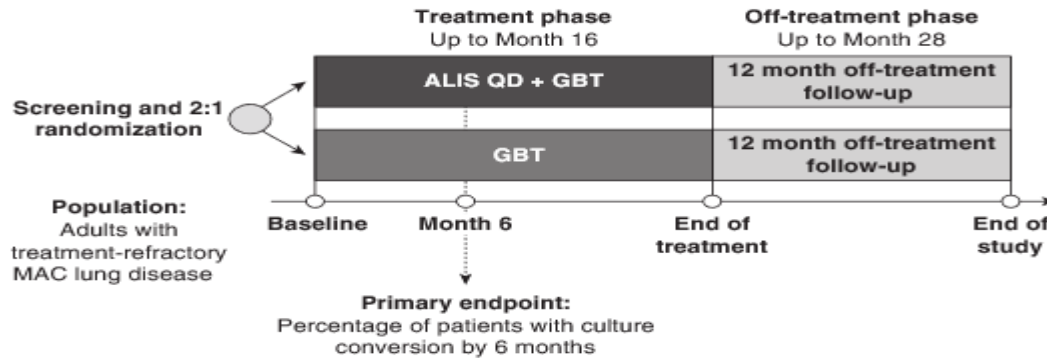 Treatment phase
Up to Month 16
Off-treatment phase
Up to Month 28
Screening and 2:1
randomization
ALIS QD + GBT
12 month off-treatment
follow-up
GBT
12 month off-treatment
follow-up
Baseline
Month 6
End of
treatment
End of
study
Population:
Adults with
treatment-refractory
MAC lung disease
Primary endpoint:
Percentage of patients with culture
conversion by 6 months